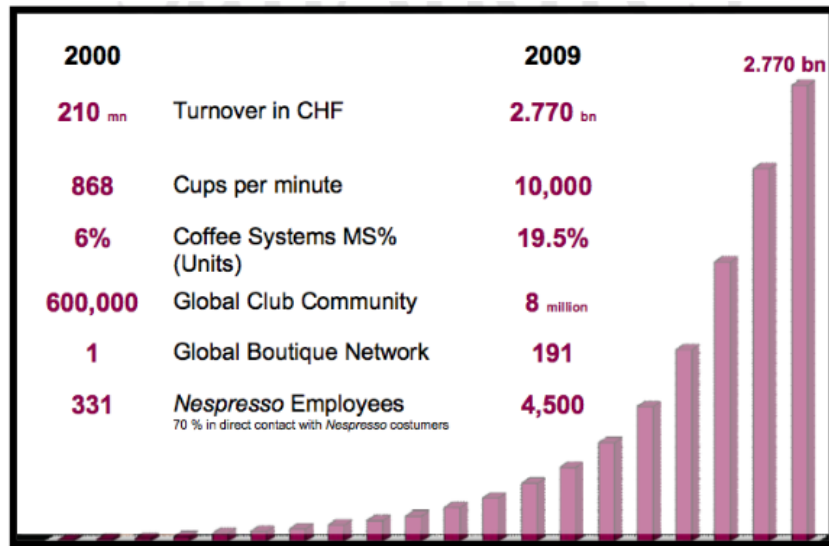 2000 2009
2.770 bn
210 mn Turnover in CHF 2.770 bn
868 Cups per minute 10,000
6% Coffee Systems MS% 19.5%
(Units)
600,000 Global Club Community 8 million
1 Global Boutique Network 191
331 Nespresso Employees 4,500
70 % in direct contact with Nespresso costumers